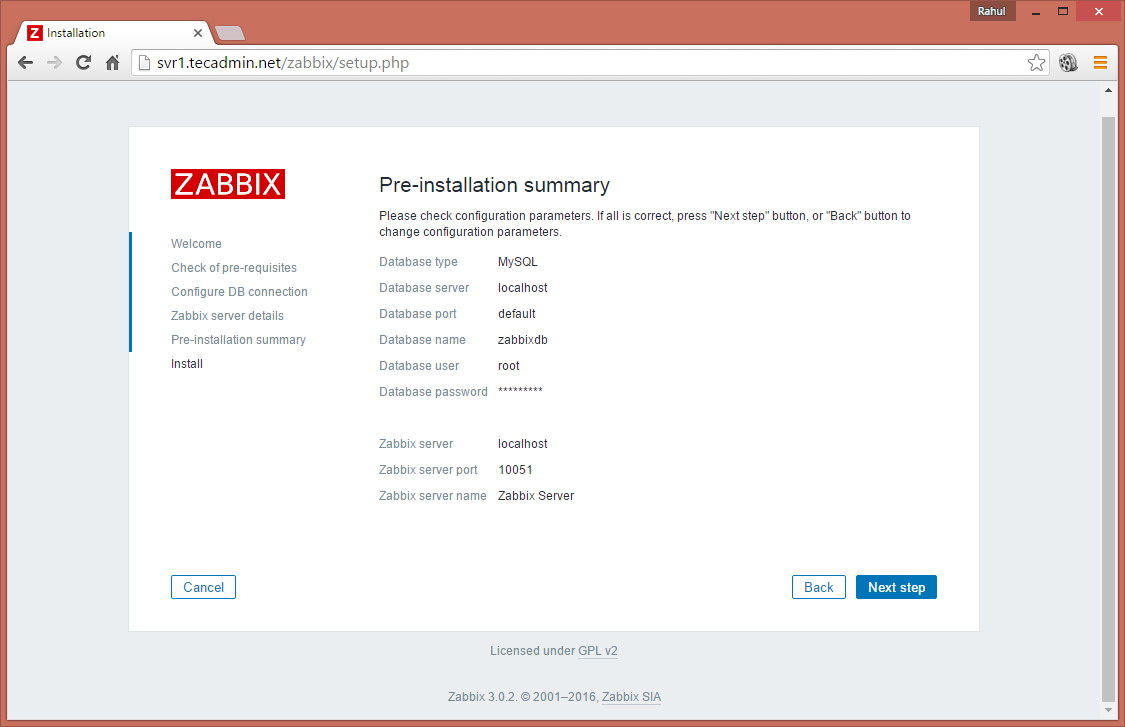 Rahul
Z Installation
svr1.tecadmin.net/zabbix/setup.php
ZABBIX
Welcome
Check of pre-requisites
Configure DB connection
Zabbix server details
Pre-installation summary
Install
Pre-installation summary
Please check configuration parameters. If all is correct, press "Next step" button, or "Back" button to
change configuration parameters.
Database type MySQL
Database server localhost
Database port default
Database name zabbixdb
Database user root
Database password *********
Zabbix server localhost
Zabbix server port 10051
Zabbix server name Zabbix Server
Cancel Back Next step
Licensed under GPL v2
Zabbix 3.0.2. © 2001–2016, Zabbix SIA